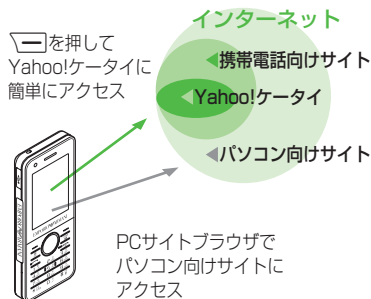 インターネット
を押して
Yahoo!ケータイに
簡単にアクセス
携帯電話向けサイト
Yahoo!ケータイ
パソコン向けサイト
PCサイトブラウザで
パソコン向けサイトに
アクセス